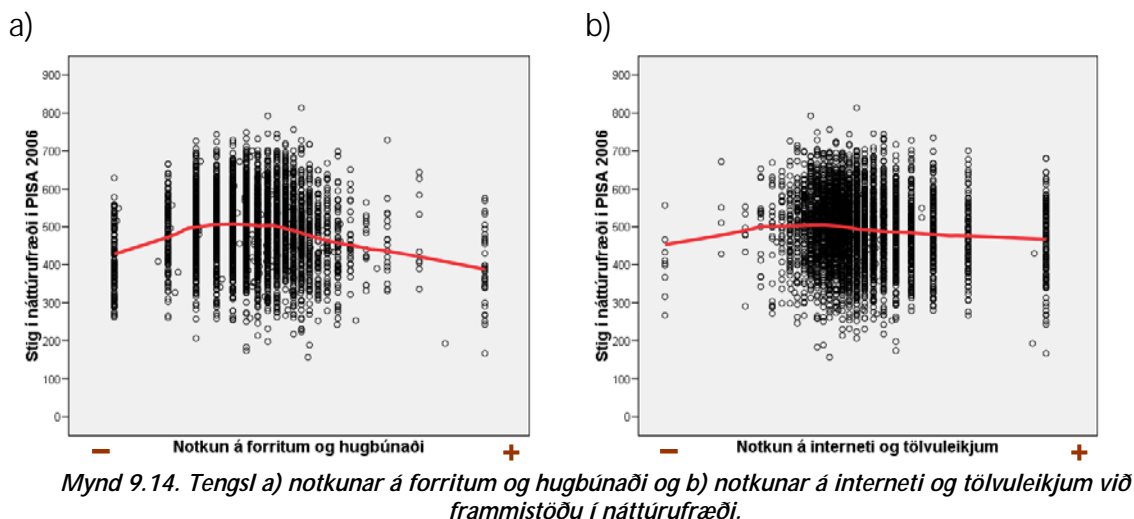 a)
b)
900
800
700
600
500
400
300
200
100
0
Stig í náttúrufræði í PISA 2006
Notkun á forritum og hugbúnaði
− +
900
800
700
600
500
400
300
200
100
0
Stig í náttúrufræði í PISA 2006
Notkun á interneti og tölvuleikjum
− +
Mynd 9.14. Tengsl a) notkunar á forritum og hugbúnaði og b) notkunar á interneti og tölvuleikjum við
frammistöðu í náttúrufræði.